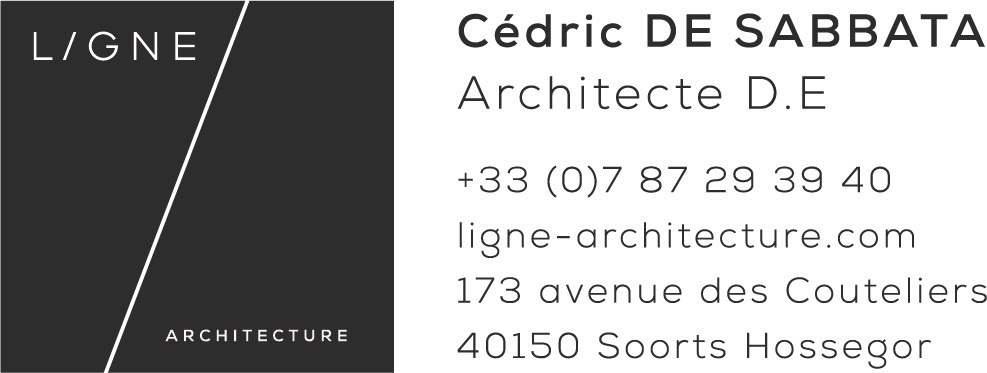 L/GNE
ARCHITECTURE
Cédric DE SABBATA
Architecte D.E
+33 (0)7 87 29 39 40
ligne-architecture.com
173 avenue des Couteliers
40150 Soorts Hossegor